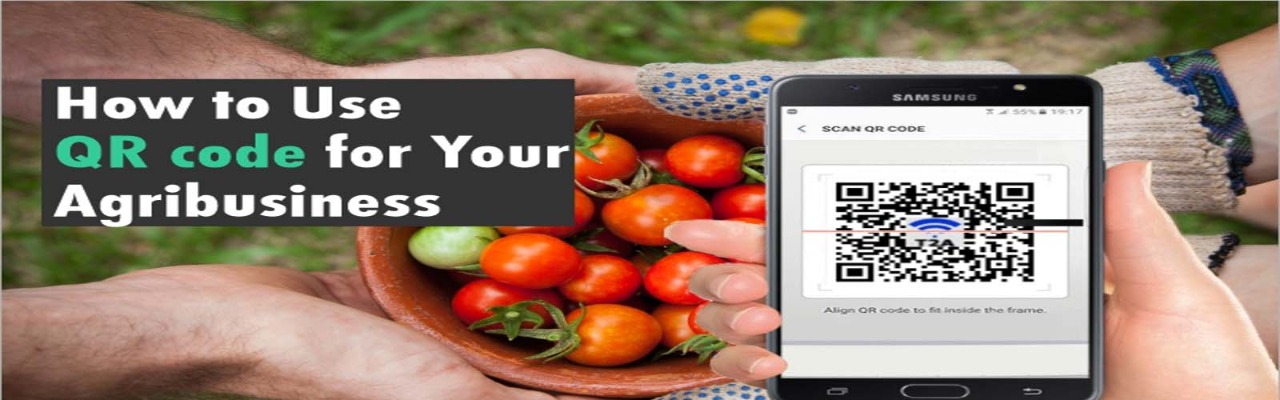 How to Use
QR code for Your
Agribusiness
SAMSUNG
55% 19:17
SCAN QR CODE
Align QR code to fit inside the frame.